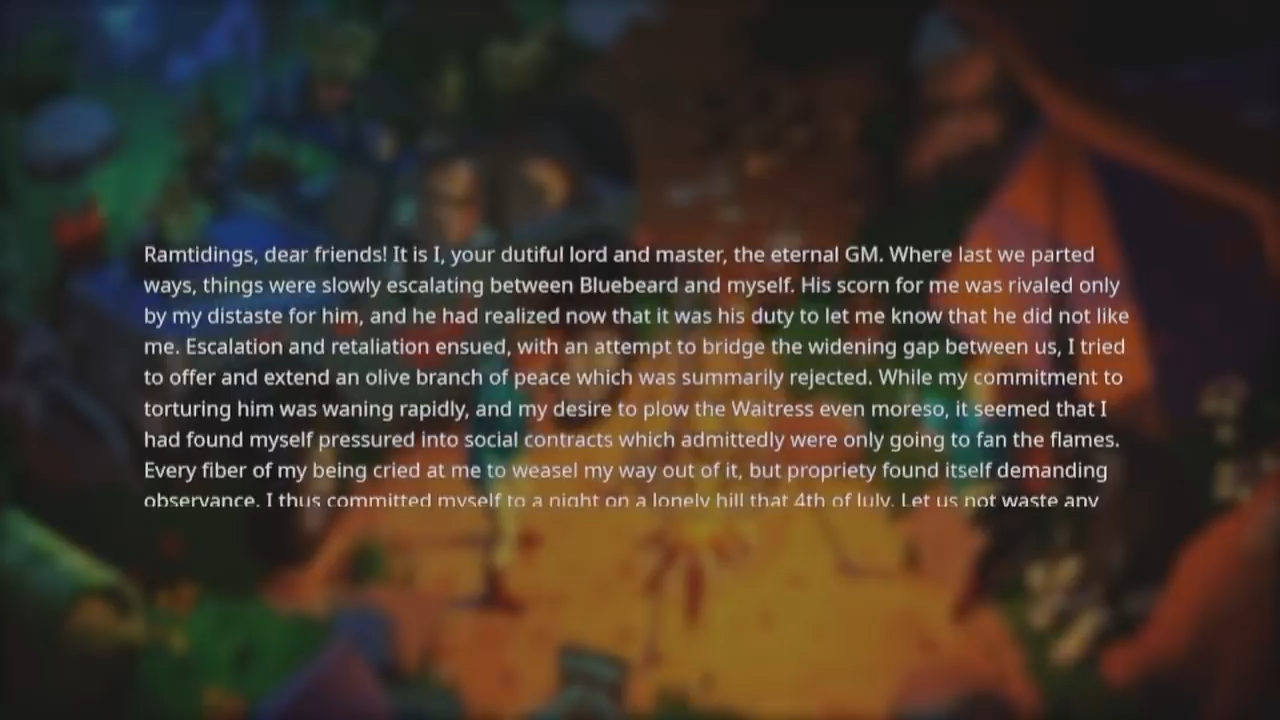 Ramtidings, dear friends! It is I, your dutiful lord and master, the eternal GM. Where last we parted
ways, things were slowly escalating between Bluebeard and myself. His scorn for me was rivaled only
by my distaste for him, and he had realized now that it was his duty to let me know that he did not like
me. Escalation and retaliation ensued, with an attempt to bridge the widening gap between us, I tried
to offer and extend an olive branch of peace which was summarily rejected. While my commitment to
torturing him was waning rapidly, and my desire to plow the Waitress even moreso, it seemed that I
had found myself pressured into social contracts which admittedly were only going to fan the flames.
Every fiber of my being cried at me to weasel my way out of it, but propriety found itself demanding
observance. I thus committed myself to a night on a lonely hill that 4th of July. Let us not waste any